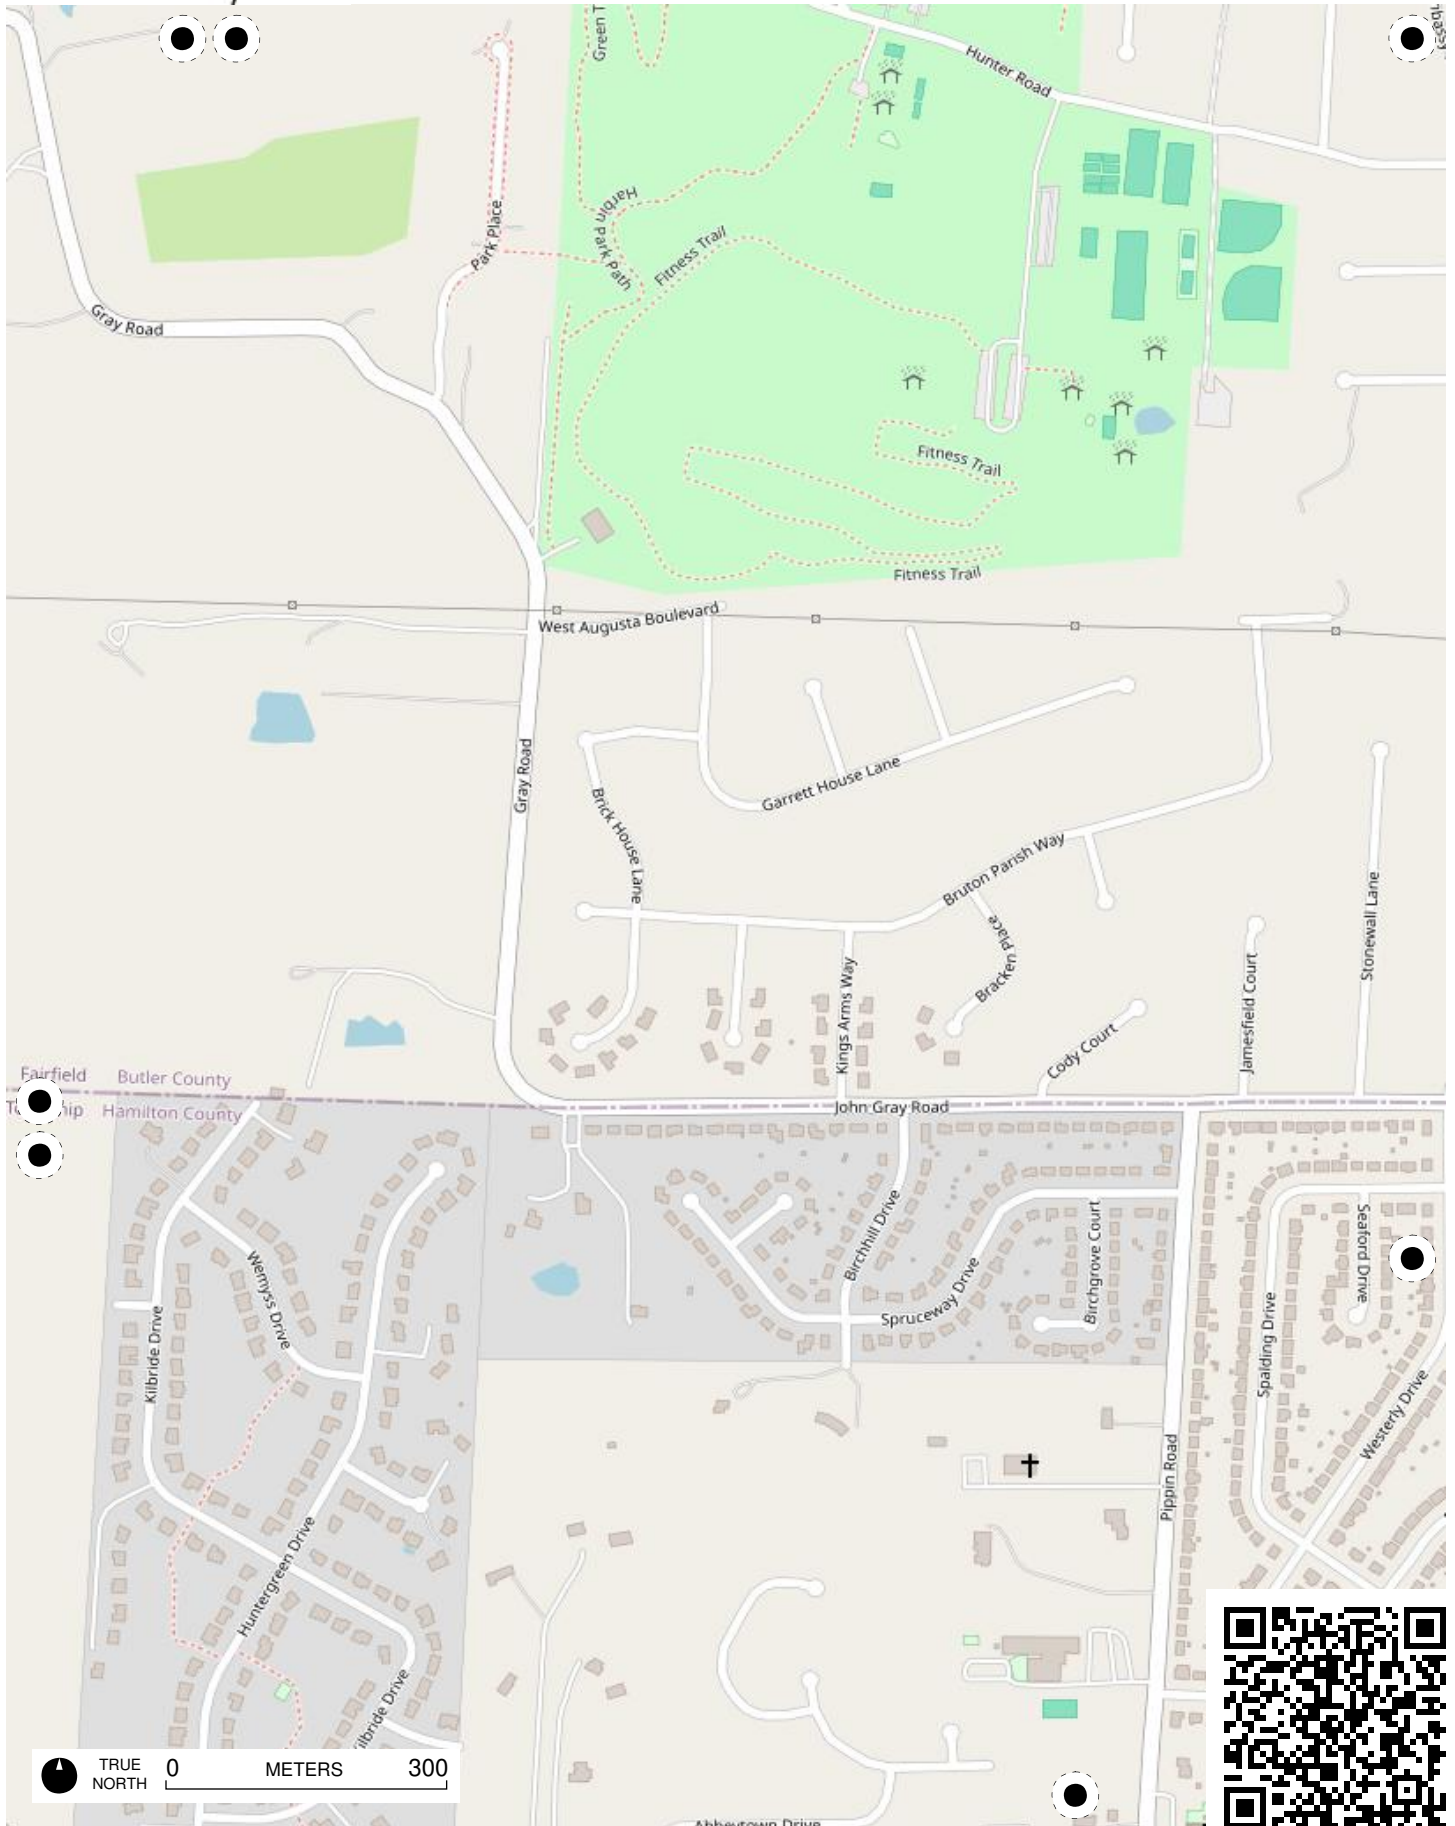 Green T
Hunter Road
Harbin Park Path
Park Place
Fitness Trail
Gray Road
Fitness Trail
Fitness Trail
West Augusta Boulevard
Gray Road
Garrett House Lane
Brick House Lane
Bruton Parish Way
Stonewall Lane
Bracken Place
Kings Arms Way
Jamesfield Court
Cody Court
Fairfield
Butler County
Hamilton County
John Gray Road
Birchhill Drive
Birchgrove Court
Seaford Drive
Wemyss Drive
Spruceway Drive
Kilbride Drive
Spalding Drive
Westerly Drive
Pippin Road
Huntergreen Drive
ilbride Drive
TRUE NORTH
0 METERS 300
Abbeytown Drive